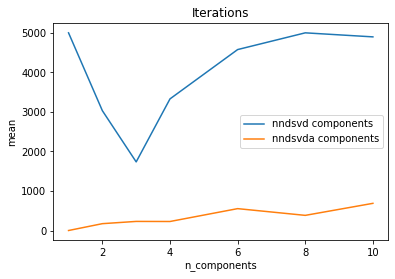 Iterations
5000
4000
3000
2000
1000
0
mean
nndsvd components
nndsvda components
2
4
6
8
10
n_components